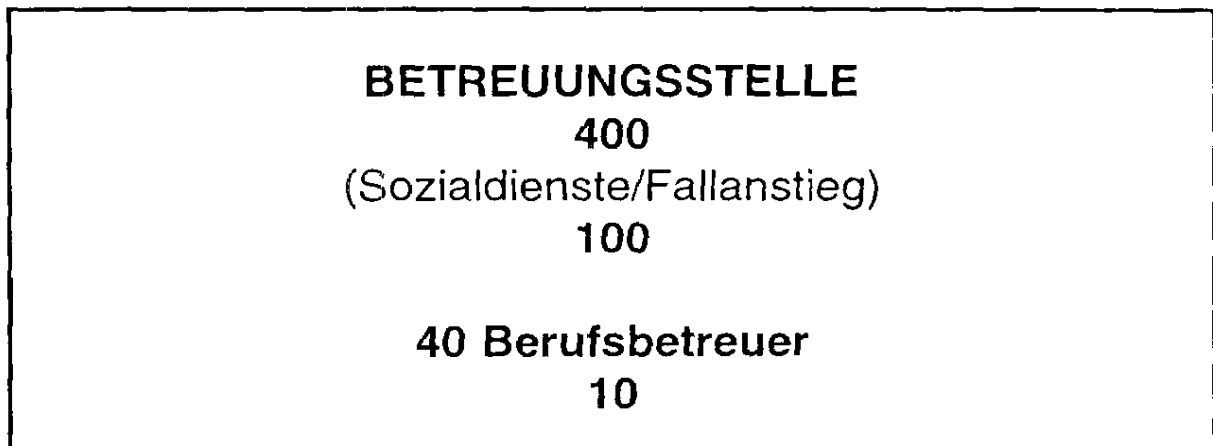 BETREUUNGSSTELLE
400
(Sozialdienste/Fallanstieg)
100
40 Berufsbetreuer
10